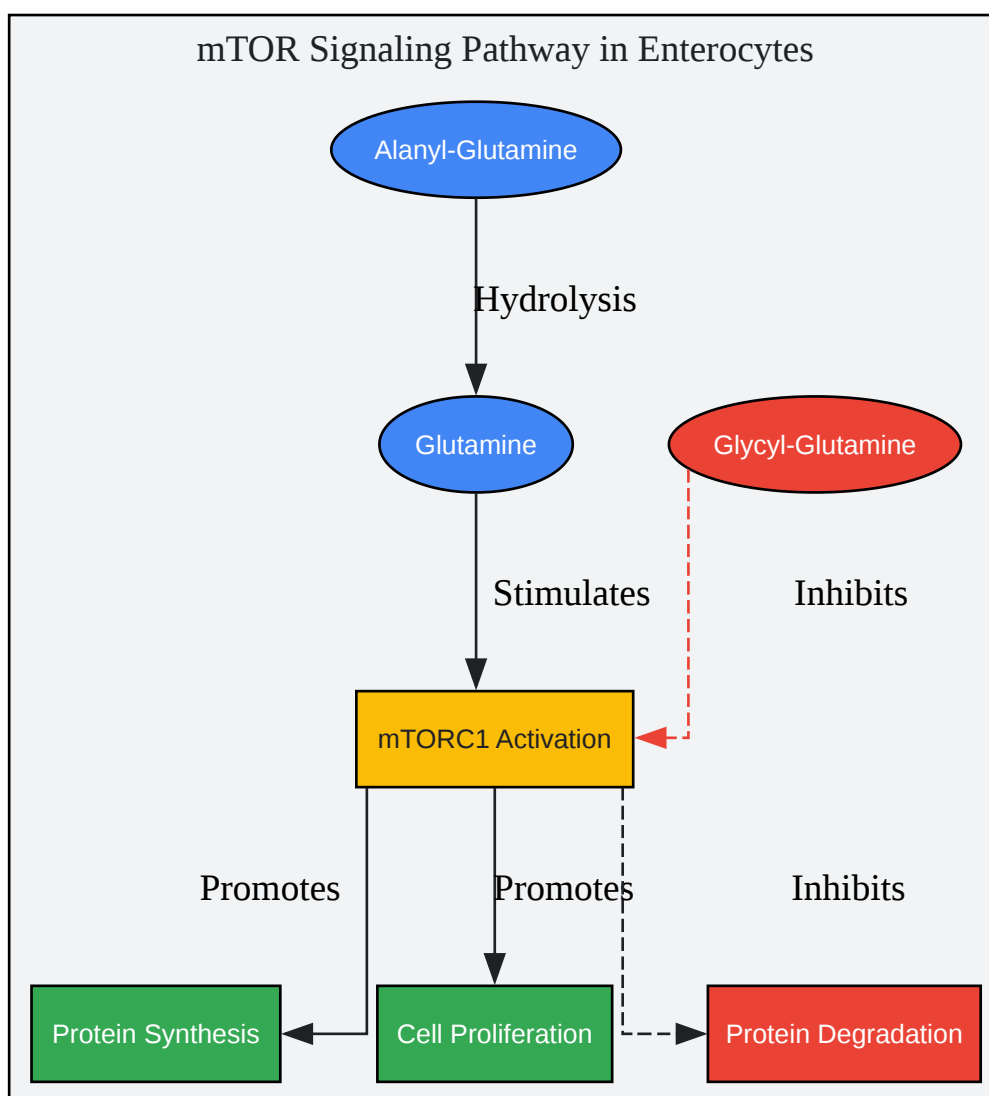 mTOR Signaling Pathway in Enterocytes
Alanyl-Glutamine
Hydrolysis
Glutamine
Glycyl-Glutamine
Stimulates
Inhibits
mTORC1 Activation
Promotes
Promotes
Inhibits
Protein Synthesis
Cell Proliferation
Protein Degradation